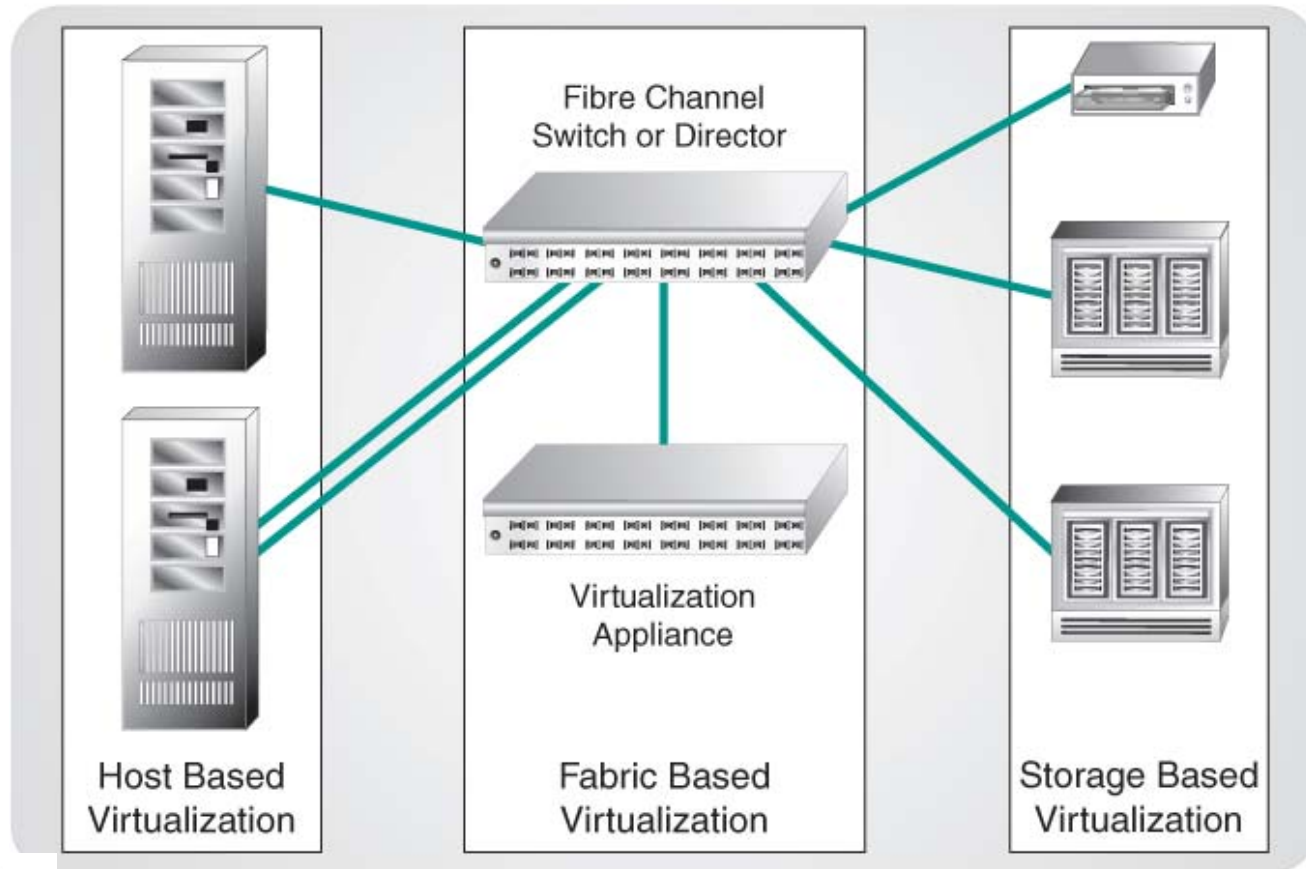 Fibre Channel
Switch or Director
Virtualization
Appliance
Host Based
Virtualization
Fabric Based
Virtualization
Storage Based
Virtualization